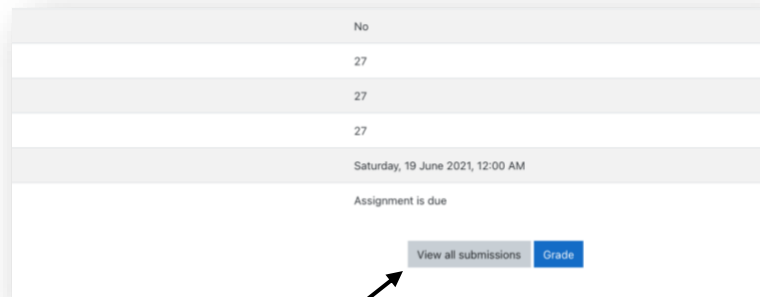 No
27
27
27
Saturday, 19 June 2021, 12:00 AM
Assignment is due
View all submissions Grade